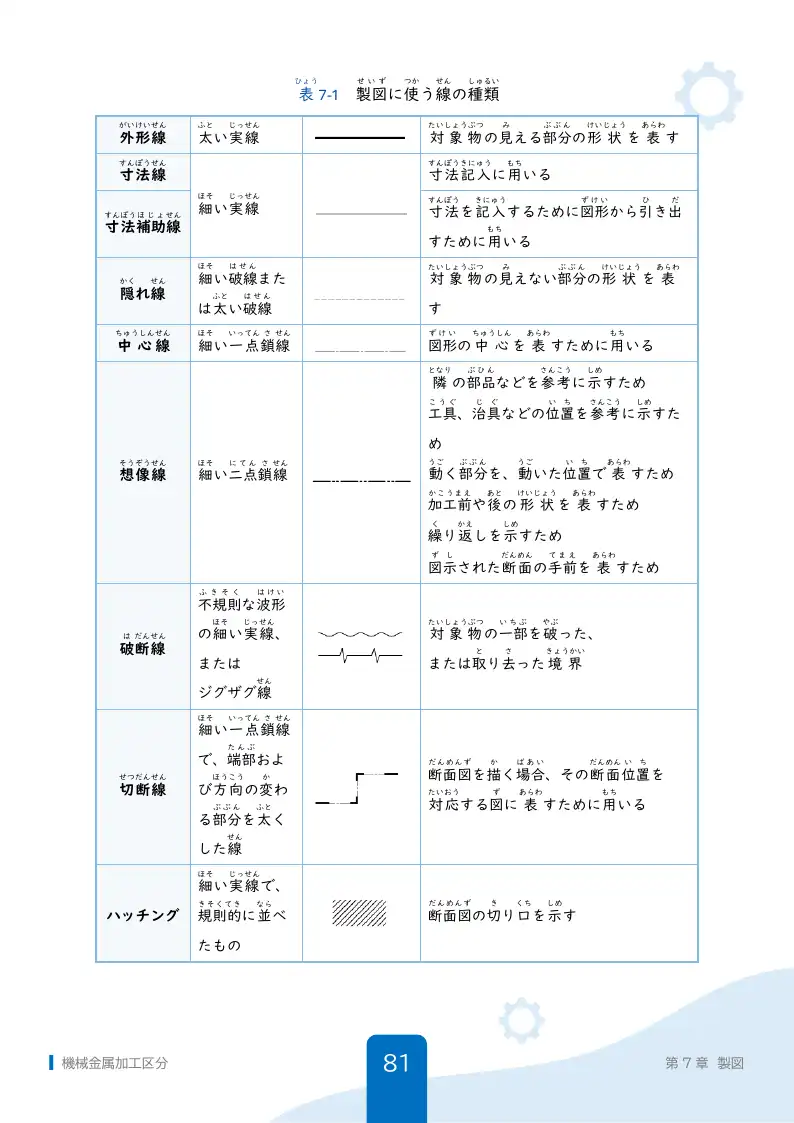 表 7-1 製図に使う線の種類
外形線
太い実線
対象物の見える部分の形状を表す
寸法線
細い実線
寸法記入に用いる
寸法補助線
寸法を記入するために図形から引き出
すために用いる
隠れ線
細い破線また
は太い破線
対象物の見えない部分の形状を表
す
中心線
細い一点鎖線
図形の中心を表すために用いる
想像線
細い二点鎖線
隣の部品などを参考に示すため
工具、治具などの位置を参考に示すた
め
動く部分を、動いた位置で表すため
加工前や後の形状を表すため
繰り返しを示すため
図示された断面の手前を表すため
破断線
不規則な波形
の細い実線、
または
ジグザグ線
対象物の一部を破った、
または取り去った境界
切断線
細い一点鎖線
で、端部およ
び方向の変わ
る部分を太く
した線
断面図を描く場合、その断面位置を
対応する図に表すために用いる
ハッチング
細い実線で、
規則的に並べ
たもの
断面図の切り口を示す
機械金属加工区分
81
第 7 章 製図